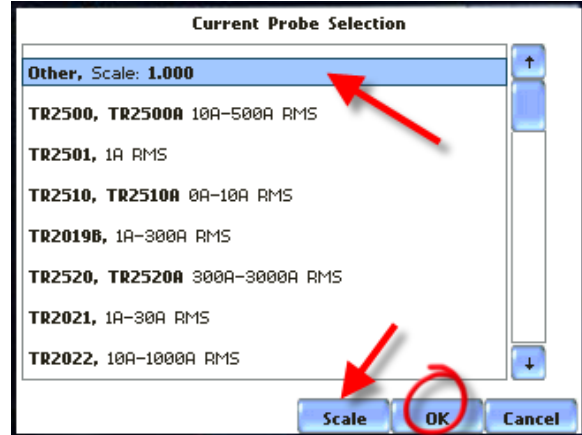 Current Probe Selection
Other, Scale: 1.000
TR2500, TR2500A 10A-500A RMS
TR2501, 1A RMS
TR2510, TR2510A 0A-10A RMS
TR2019B, 1A-300A RMS
TR2520, TR2520A 300A-3000A RMS
TR2021, 1A-30A RMS
TR2022, 10A-1000A RMS
Scale OK Cancel